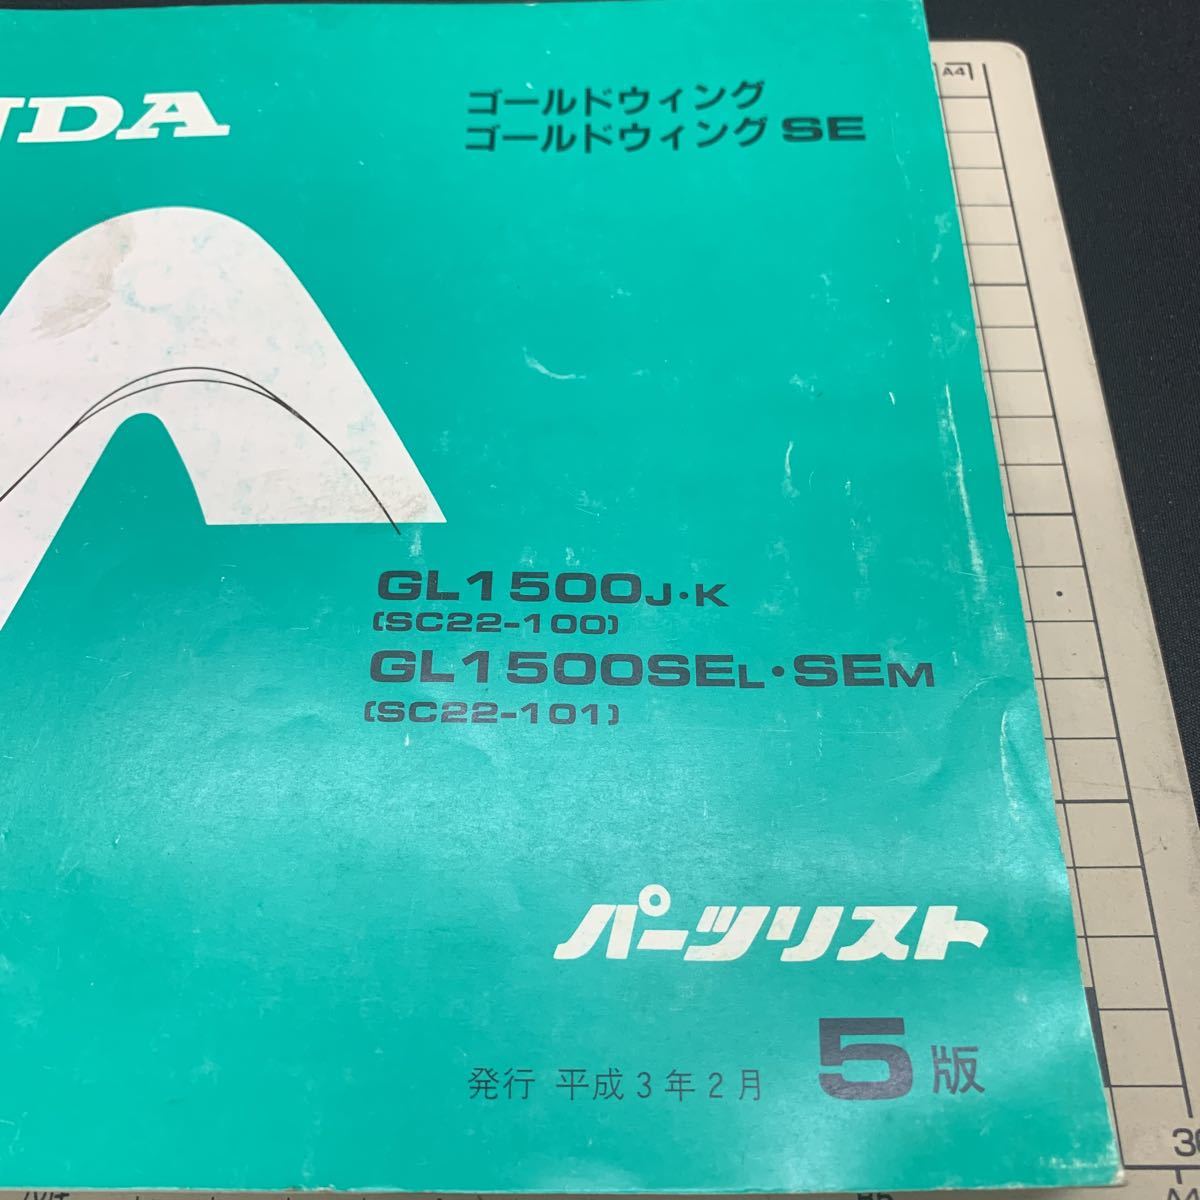 NDA
ゴールドウィング
ゴールドウィング SE
A4
GL1500J・K
(SC22-100)
GL1500SEL・SEM
(SC22-101)
パーツリスト
発行 平成3年2月 5版
30